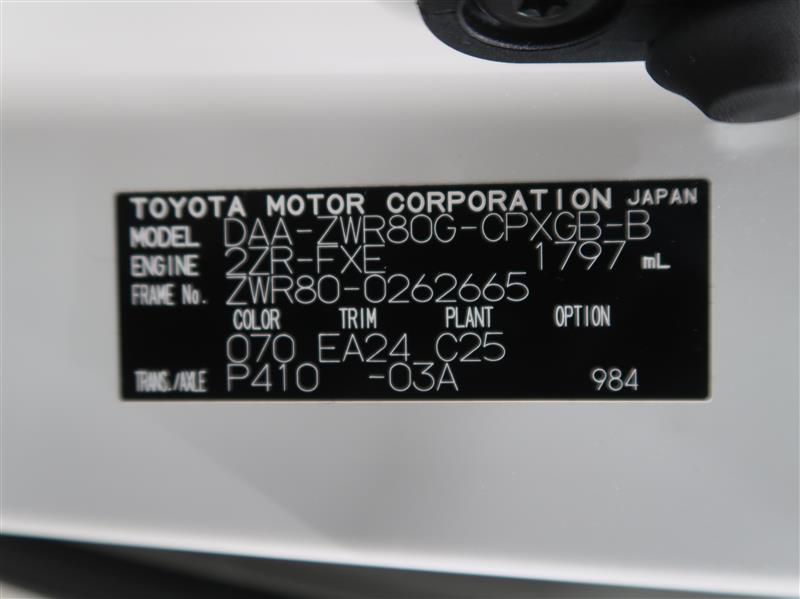 TOYOTA MOTOR CORPORATION JAPAN
MODEL DAA-ZWR80G-CPXGB-B
ENGINE 2ZR-FXE 1797 mL
FRAME No. ZWR80-0262665
COLOR TRIM PLANT OPTION
070 EA24 C25
TRANS./AXLE P410 -03A 984